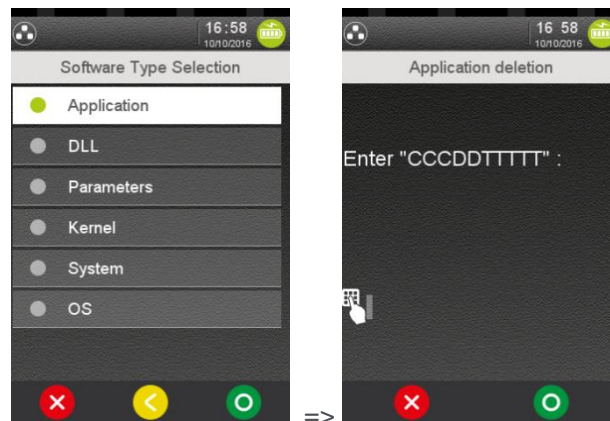 16:58
10/10/2016
Software Type Selection
Application
DLL
Parameters
Kernel
System
OS
=>
16 58
10/10/2016
Application deletion
Enter "CCCDDTTTTT" :